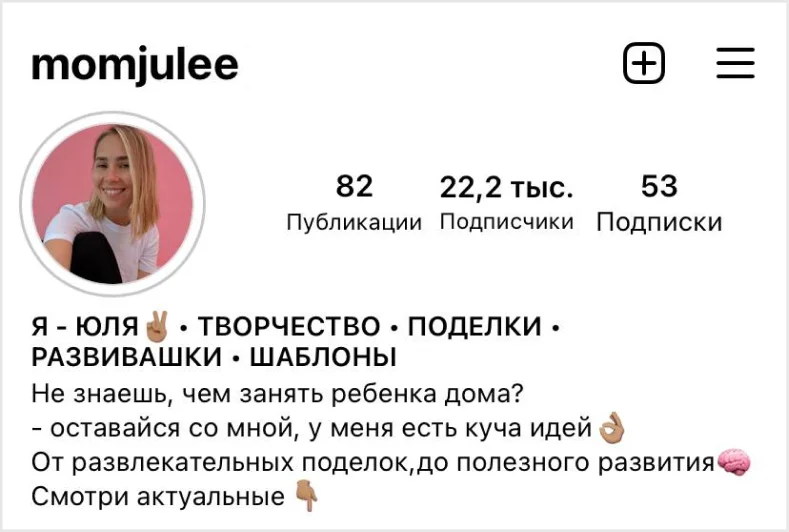 momjulee
82 22,2 тыс. 53
Публикации Подписчики Подписки
Я - ЮЛЯ✌🏽 • ТВОРЧЕСТВО • ПОДЕЛКИ •
РАЗВИВАШКИ • ШАБЛОНЫ
Не знаешь, чем занять ребенка дома?
- оставайся со мной, у меня есть куча идей👌🏽
От развлекательных поделок,до полезного развития🧠
Смотри актуальные 👇🏽